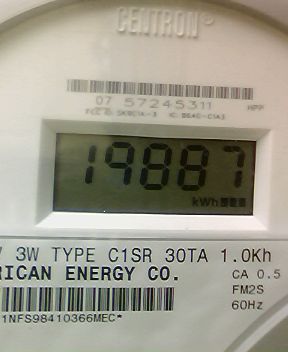 CENTRON
07 57245311
19887
kWh
3W TYPE C1SR 30TA 1.0Kh
RICAN ENERGY CO. CA 0.5
FM2S
60Hz
1NFS98410366MEC*